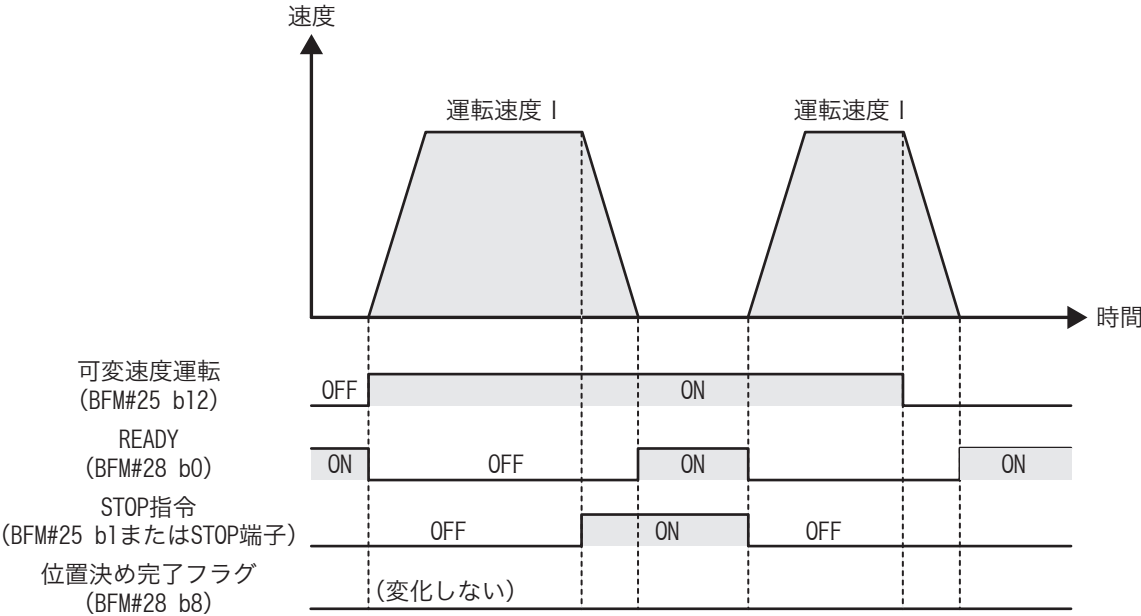 速度
運転速度Ⅰ
運転速度Ⅰ
時間
可変速度運転
(BFM#25 b12)
OFF
ON
READY
(BFM#28 b0)
ON
OFF
ON
ON
STOP指令
(BFM#25 b1またはSTOP端子)
OFF
ON
OFF
位置決め完了フラグ
(BFM#28 b8)
(変化しない)